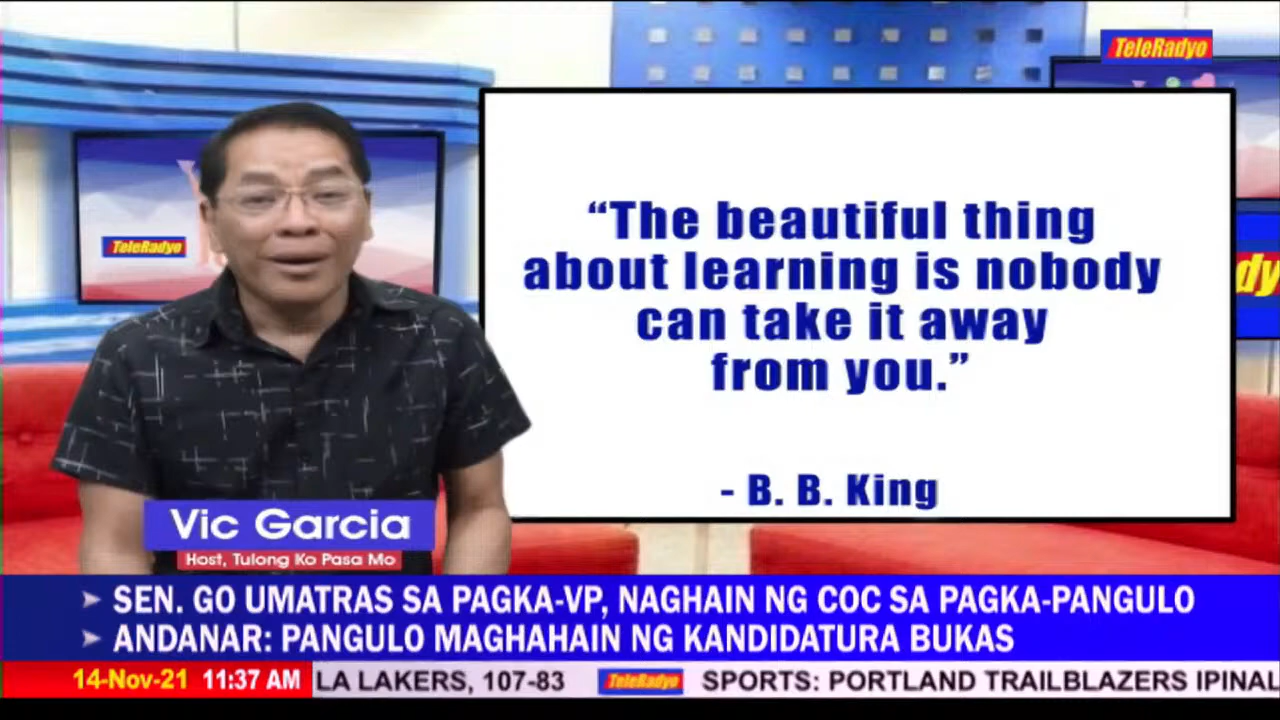 TeleRadyo
“The beautiful thing
about learning is nobody
can take it away
from you.”
- B. B. King
TeleRadyo
dy
Vic Garcia
Host, Tulong Ko Pasa Mo
➤ SEN. GO UMATRAS SA PAGKA-VP, NAGHAIN NG COC SA PAGKA-PANGULO
➤ ANDANAR: PANGULO MAGHAHAIN NG KANDIDATURA BUKAS
14-Nov-21 11:37 AM LA LAKERS, 107-83 TeleRadyo SPORTS: PORTLAND TRAILBLAZERS IPINAL